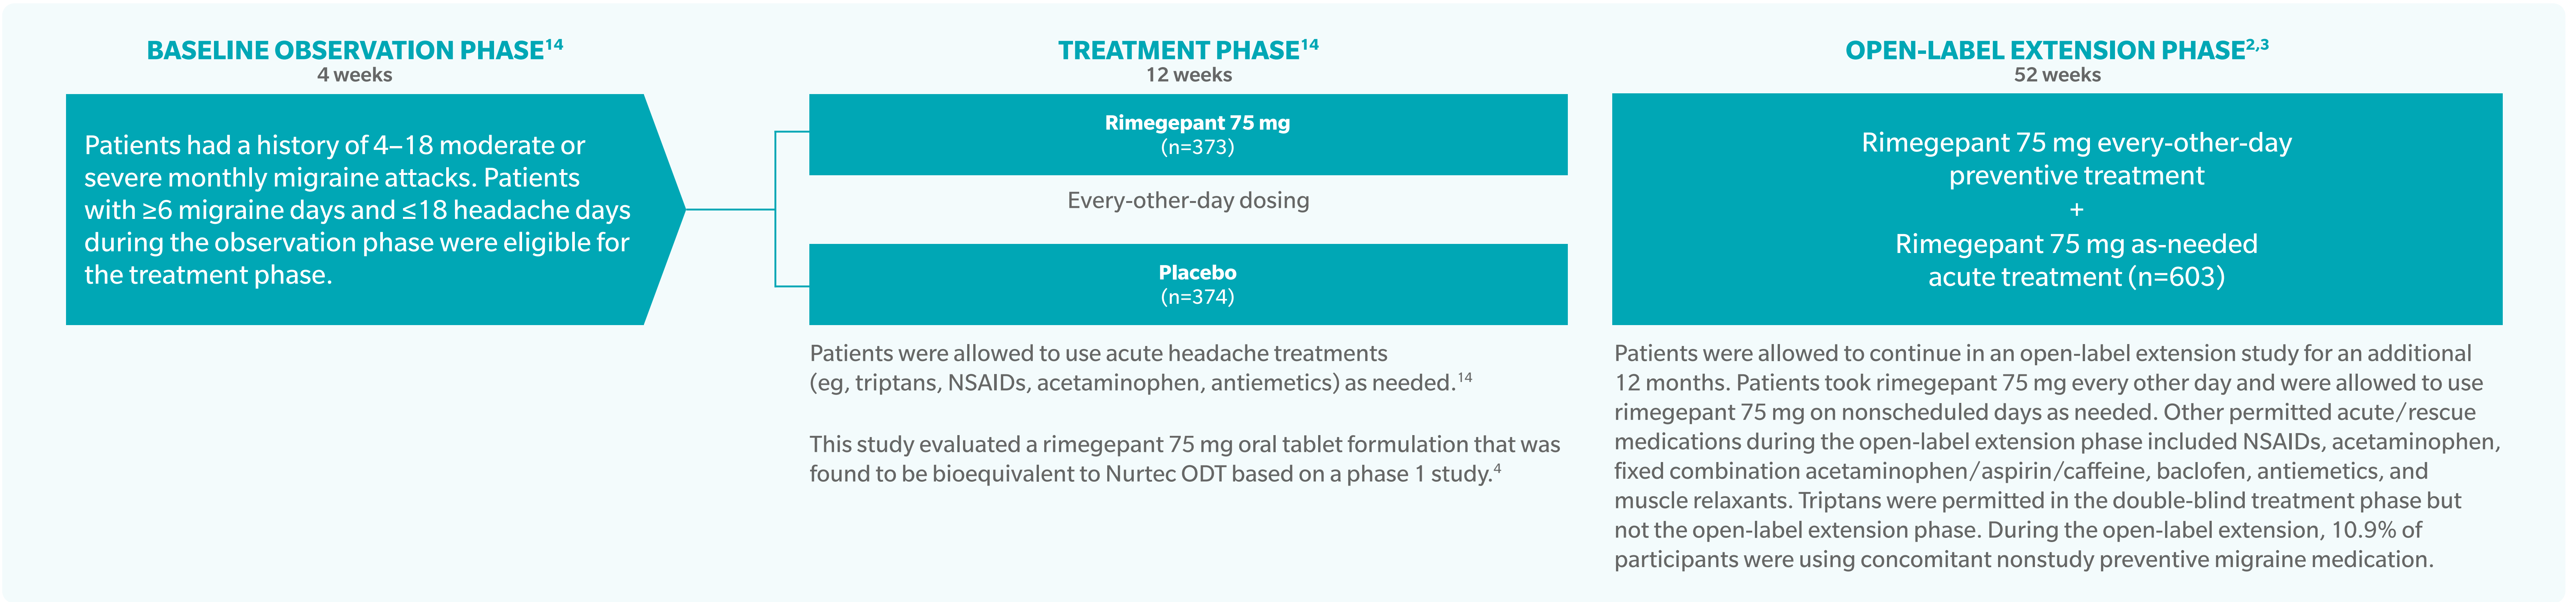 BASELINE OBSERVATION PHASE14
4 weeks
Patients had a history of 4–18 moderate or
severe monthly migraine attacks. Patients
with ≥6 migraine days and ≤18 headache days
during the observation phase were eligible for
the treatment phase.
TREATMENT PHASE14
12 weeks
Rimegepant 75 mg
(n=373)
Every-other-day dosing
Placebo
(n=374)
Patients were allowed to use acute headache treatments
(eg, triptans, NSAIDs, acetaminophen, antiemetics) as needed.14
This study evaluated a rimegepant 75 mg oral tablet formulation that was
found to be bioequivalent to Nurtec ODT based on a phase 1 study.4
OPEN-LABEL EXTENSION PHASE2,3
52 weeks
Rimegepant 75 mg every-other-day
preventive treatment
+
Rimegepant 75 mg as-needed
acute treatment (n=603)
Patients were allowed to continue in an open-label extension study for an additional
12 months. Patients took rimegepant 75 mg every other day and were allowed to use
rimegepant 75 mg on nonscheduled days as needed. Other permitted acute/rescue
medications during the open-label extension phase included NSAIDs, acetaminophen,
fixed combination acetaminophen/aspirin/caffeine, baclofen, antiemetics, and
muscle relaxants. Triptans were permitted in the double-blind treatment phase but
not the open-label extension phase. During the open-label extension, 10.9% of
participants were using concomitant nonstudy preventive migraine medication.